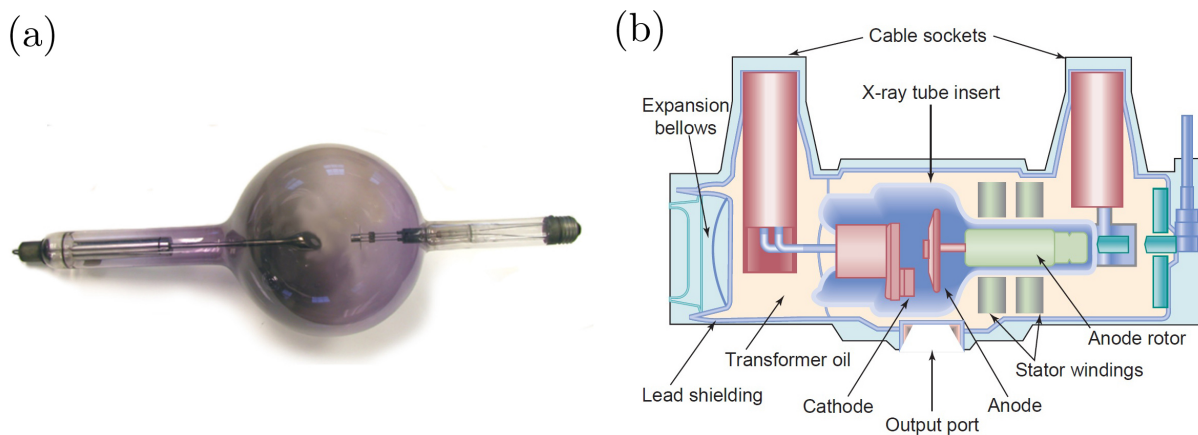 (a)
(b)
Cable sockets
X-ray tube insert
Expansion
bellows
Transformer oil
Lead shielding
Cathode
Output port
Anode
Stator windings
Anode rotor